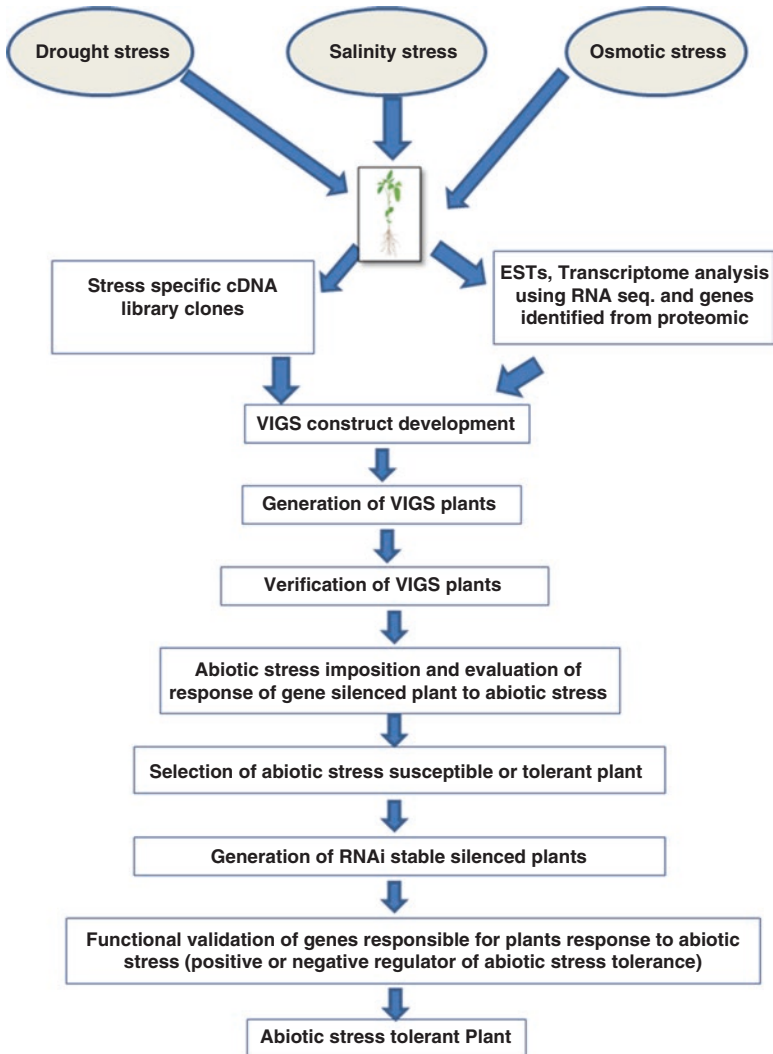 Drought stress
Salinity stress
Osmotic stress
Stress specific cDNA
library clones
ESTs, Transcriptome analysis
using RNA seq. and genes
identified from proteomic
VIGS construct development
Generation of VIGS plants
Verification of VIGS plants
Abiotic stress imposition and evaluation of
response of gene silenced plant to abiotic stress
Selection of abiotic stress susceptible or tolerant plant
Generation of RNAi stable silenced plants
Functional validation of genes responsible for plants response to abiotic
stress (positive or negative regulator of abiotic stress tolerance)
Abiotic stress tolerant Plant